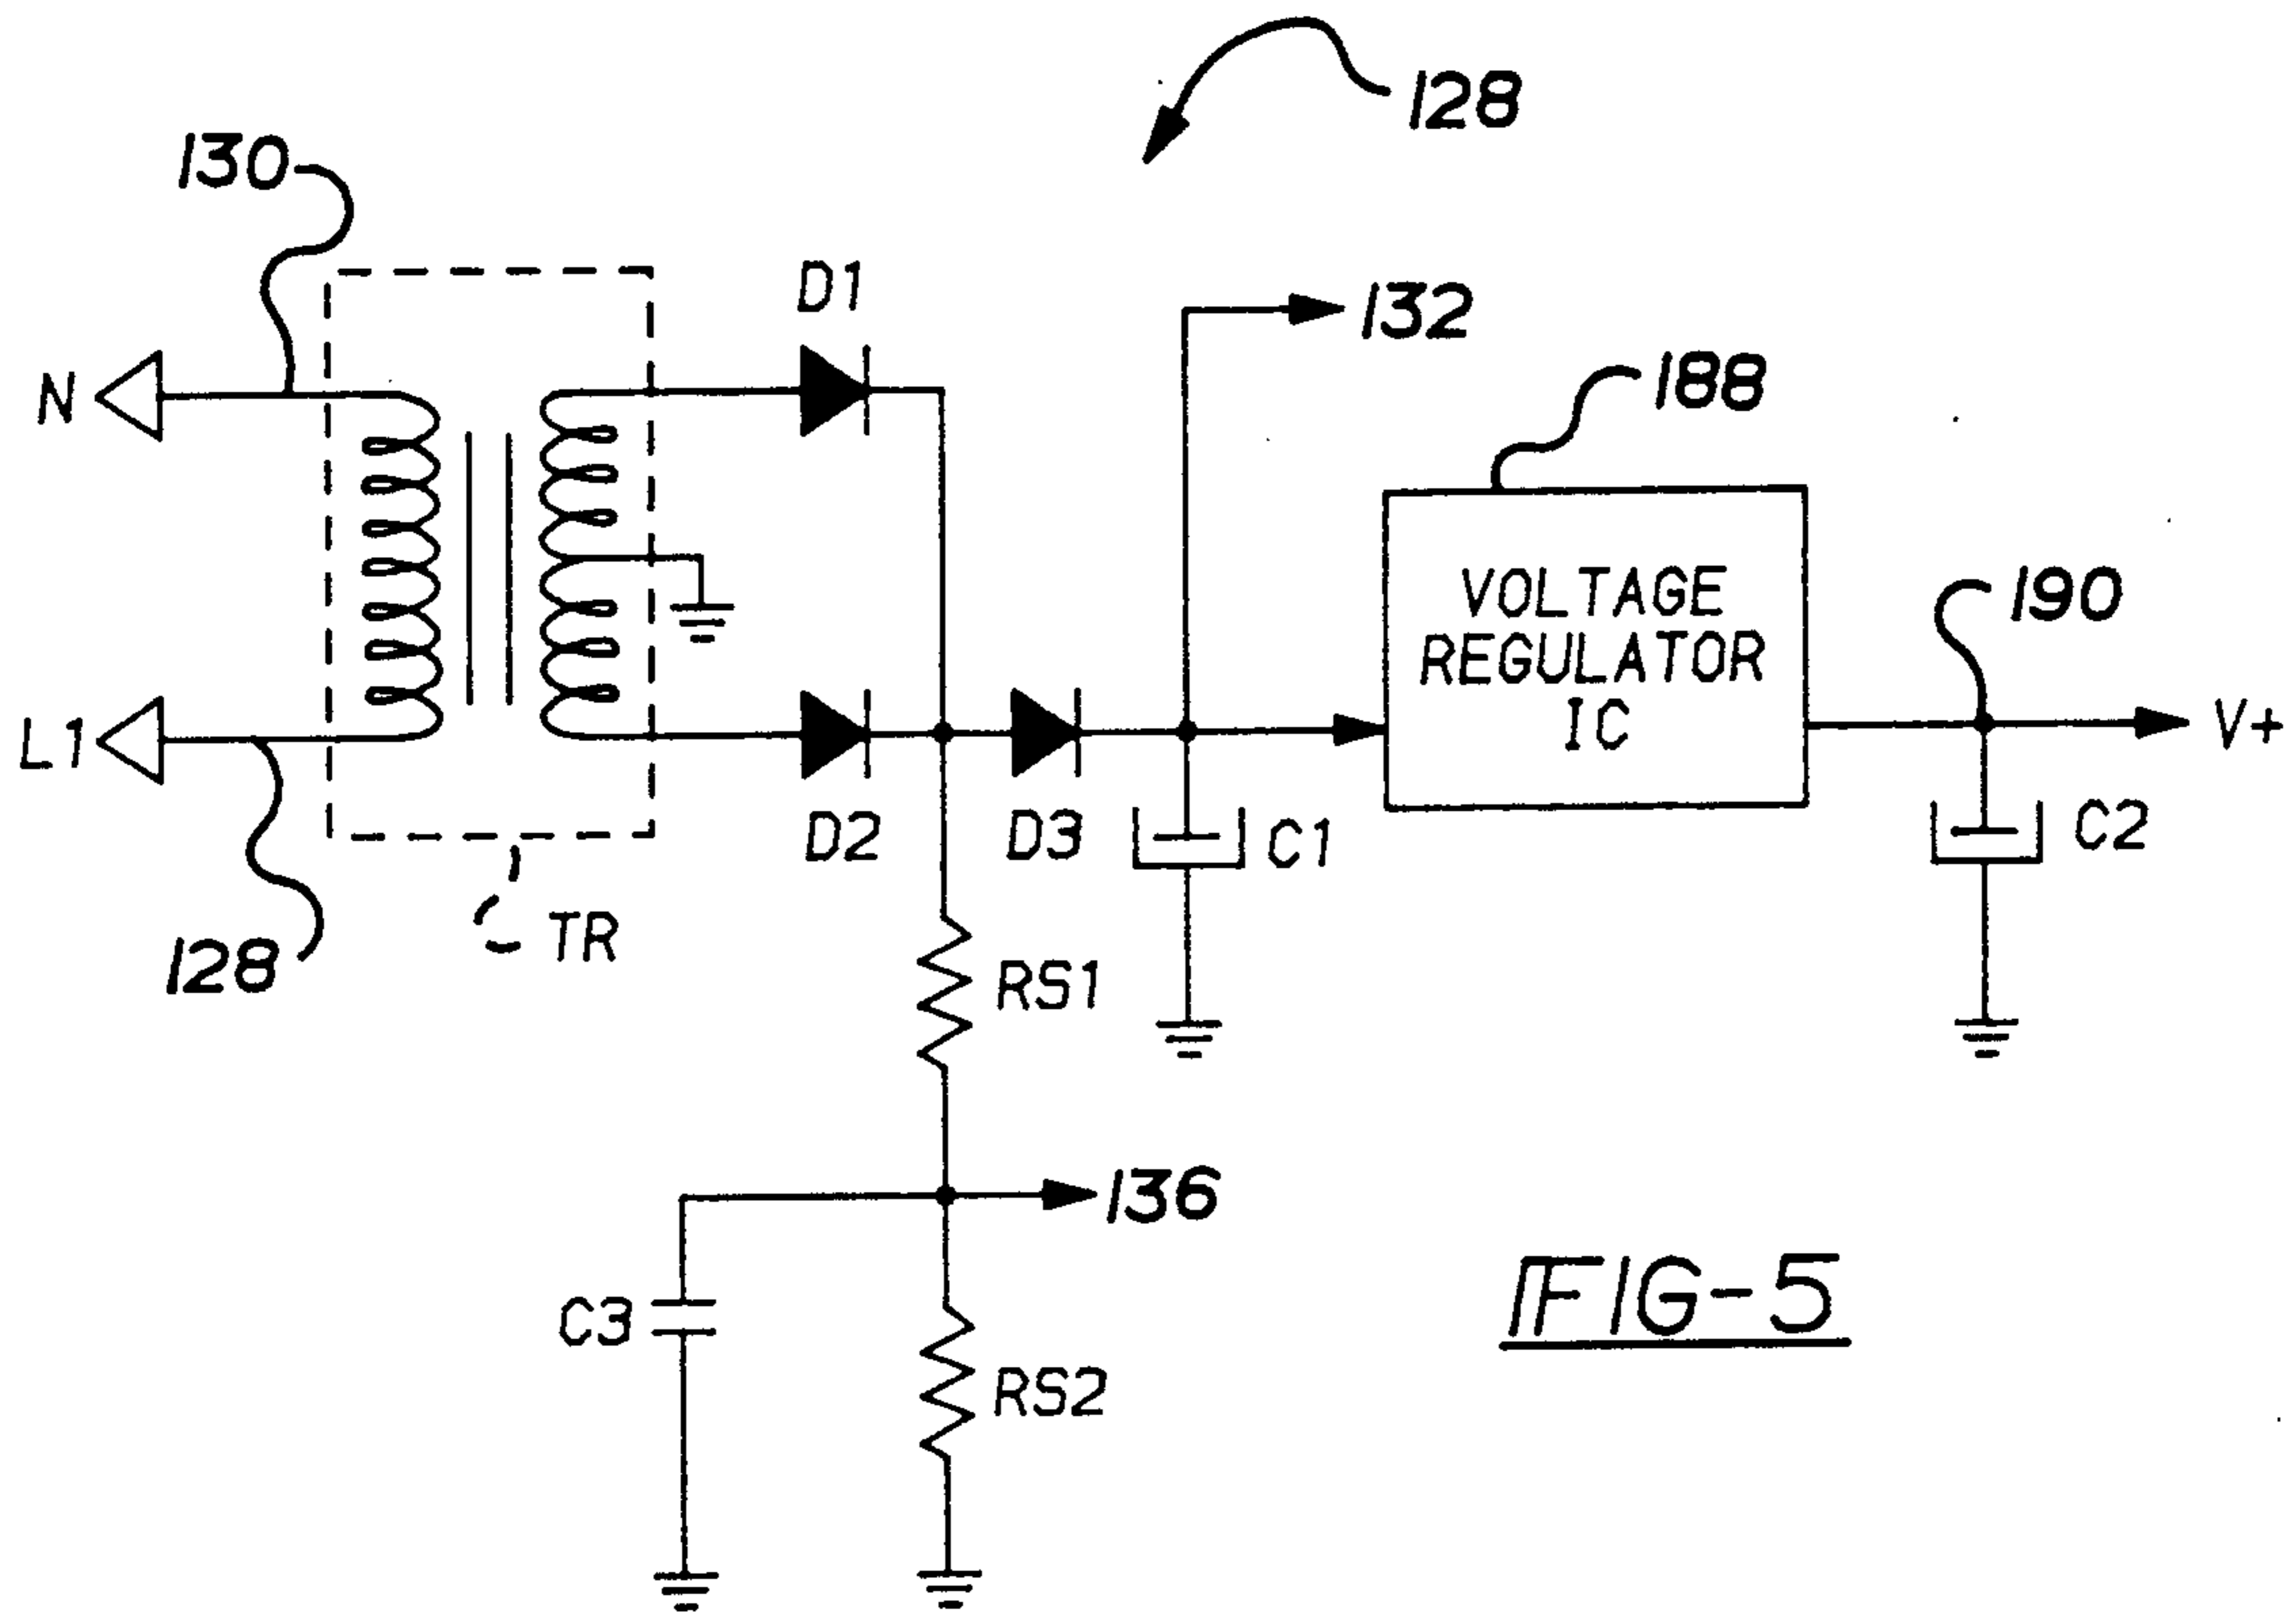 128
130
D1
132
N
188
VOLTAGE
REGULATOR
IC
190
L1
V+
D2
D3
C1
C2
128
TR
RS1
136
C3
RS2
FIG-5